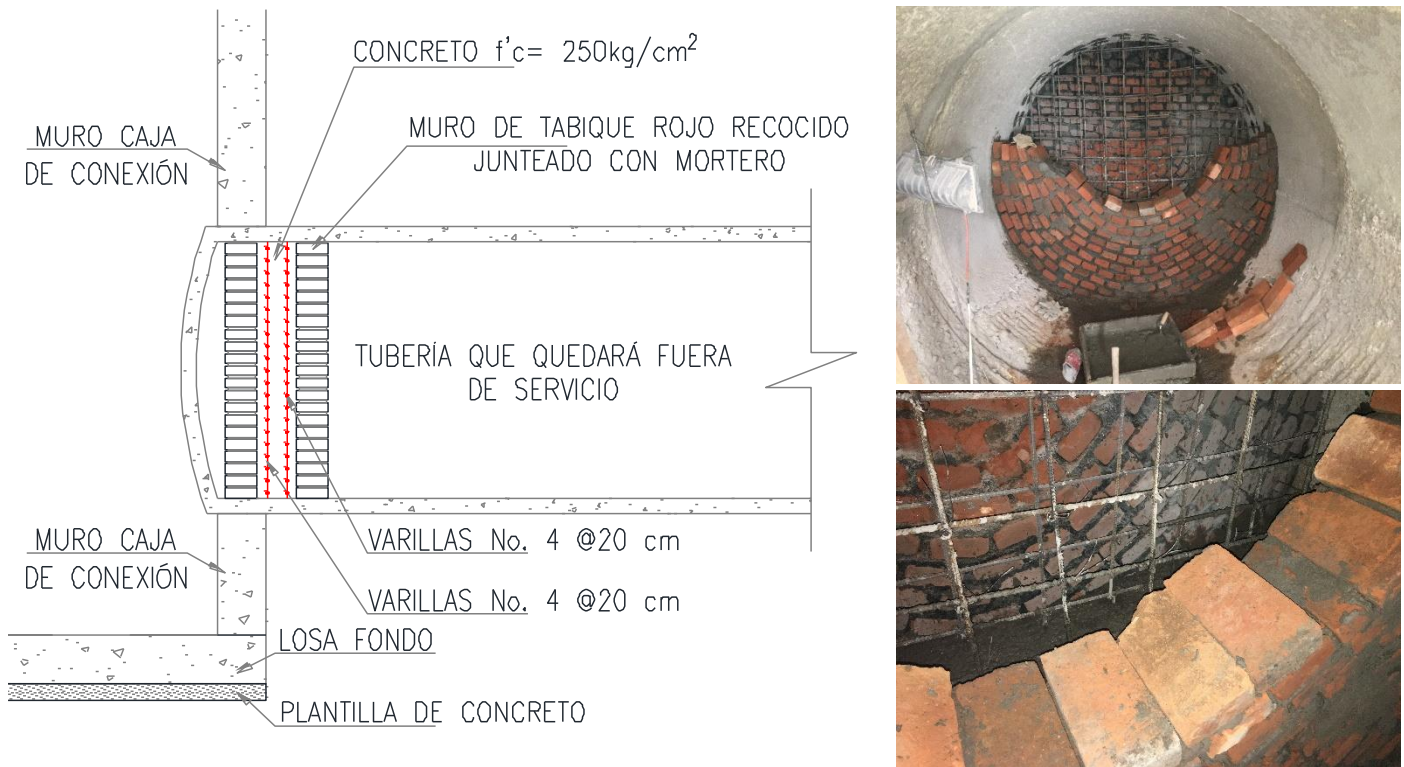 CONCRETO f'c= 250kg/cm²
MURO CAJA
DE CONEXIÓN
MURO DE TABIQUE ROJO RECOCIDO
JUNTEADO CON MORTERO
TUBERÍA QUE QUEDARÁ FUERA
DE SERVICIO
MURO CAJA
DE CONEXIÓN
VARILLAS No. 4 @20 cm
VARILLAS No. 4 @20 cm
LOSA FONDO
PLANTILLA DE CONCRETO